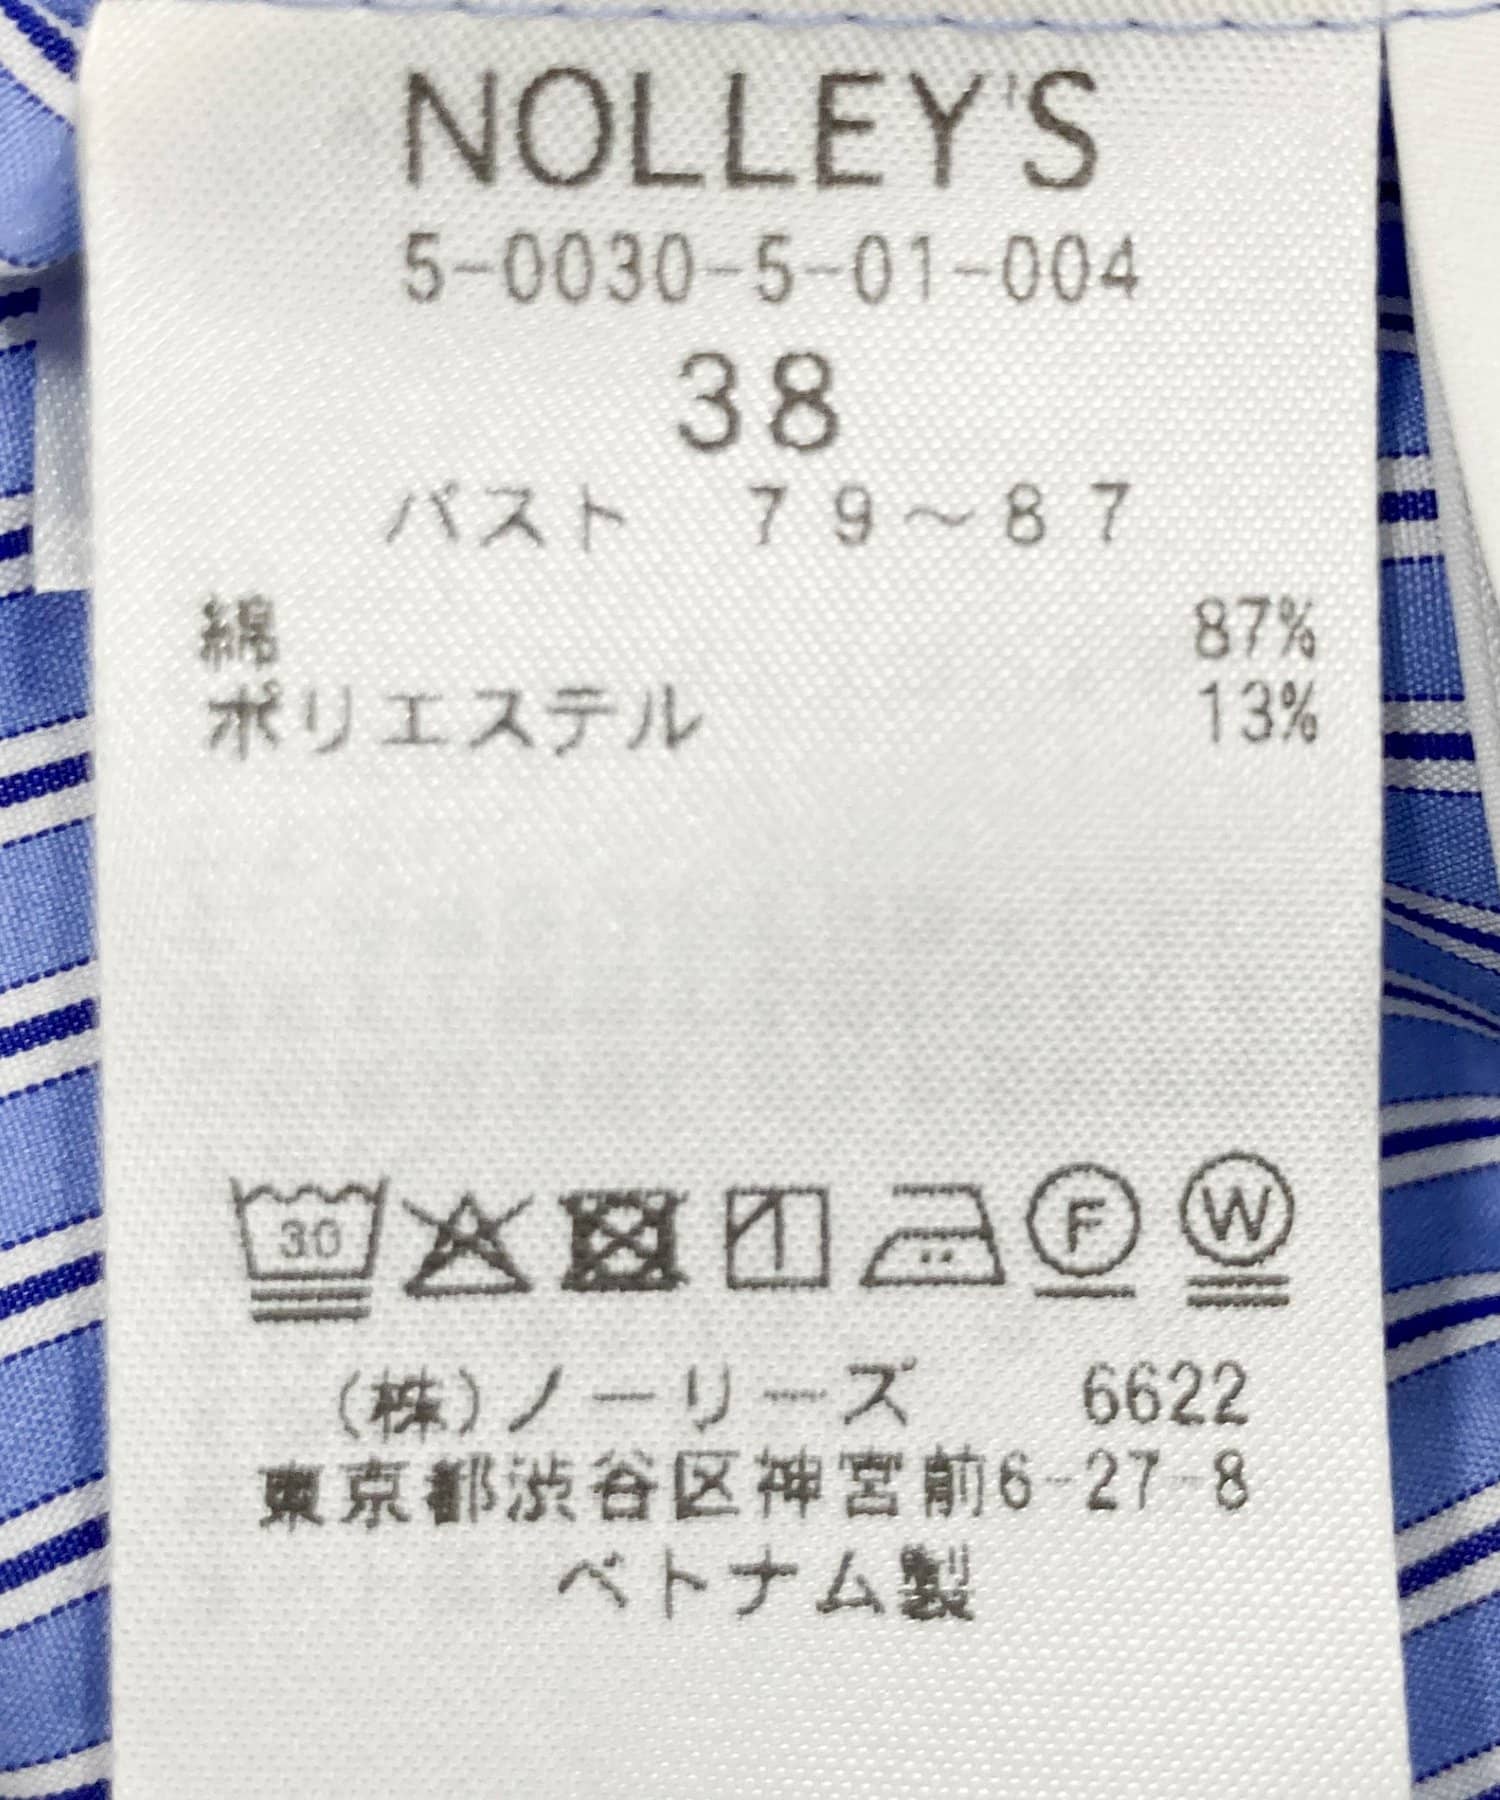 NOLLEY'S
5-0030-5-01-004
38
バスト 79～87
綿 87%
ポリエステル 13%
30 F W
(株)ノーリーズ 6622
東京都渋谷区神宮前6-27-8
ベトナム製